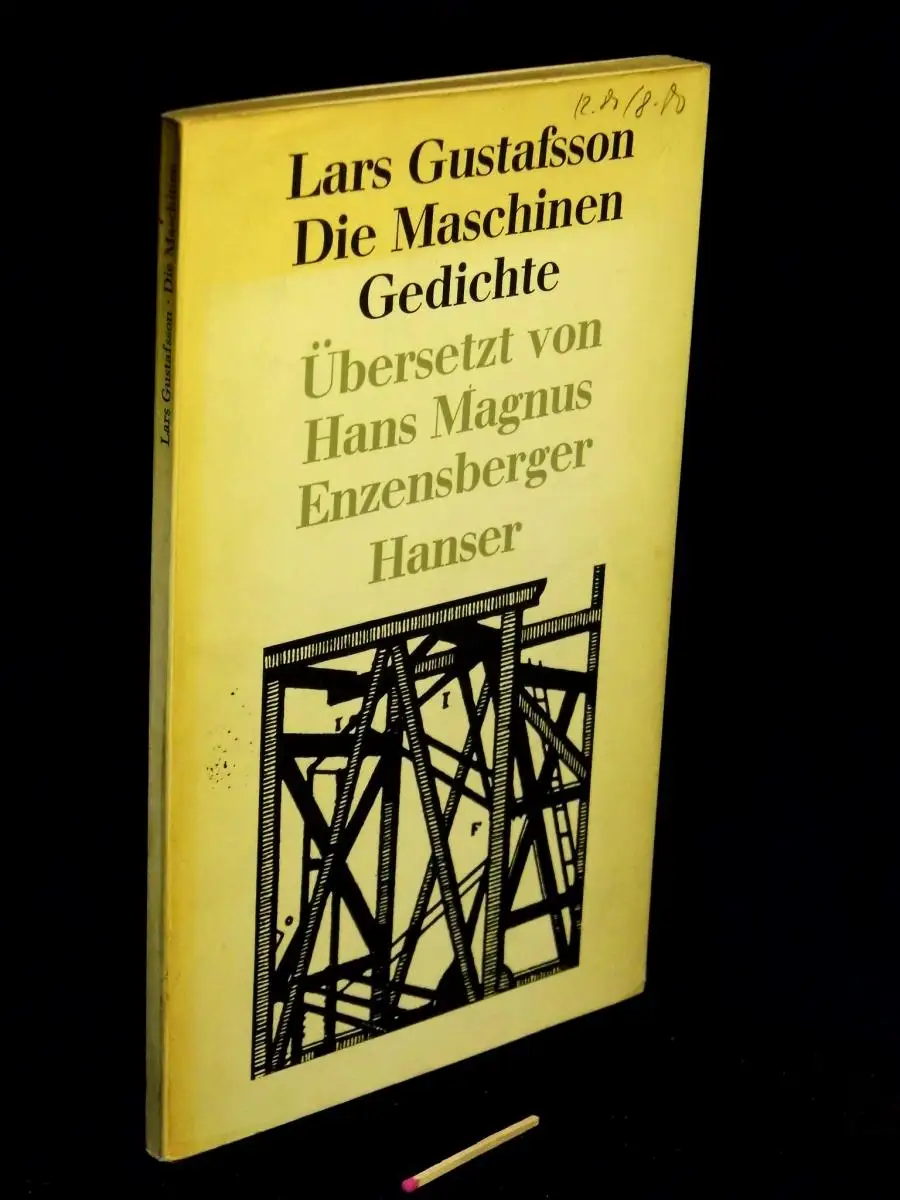 Lars Gustafsson
Die Maschinen
Gedichte
Übersetzt von
Hans Magnus
Enzensberger
Hanser
I
I
F
Lars Gustafsson · Die Maschinen